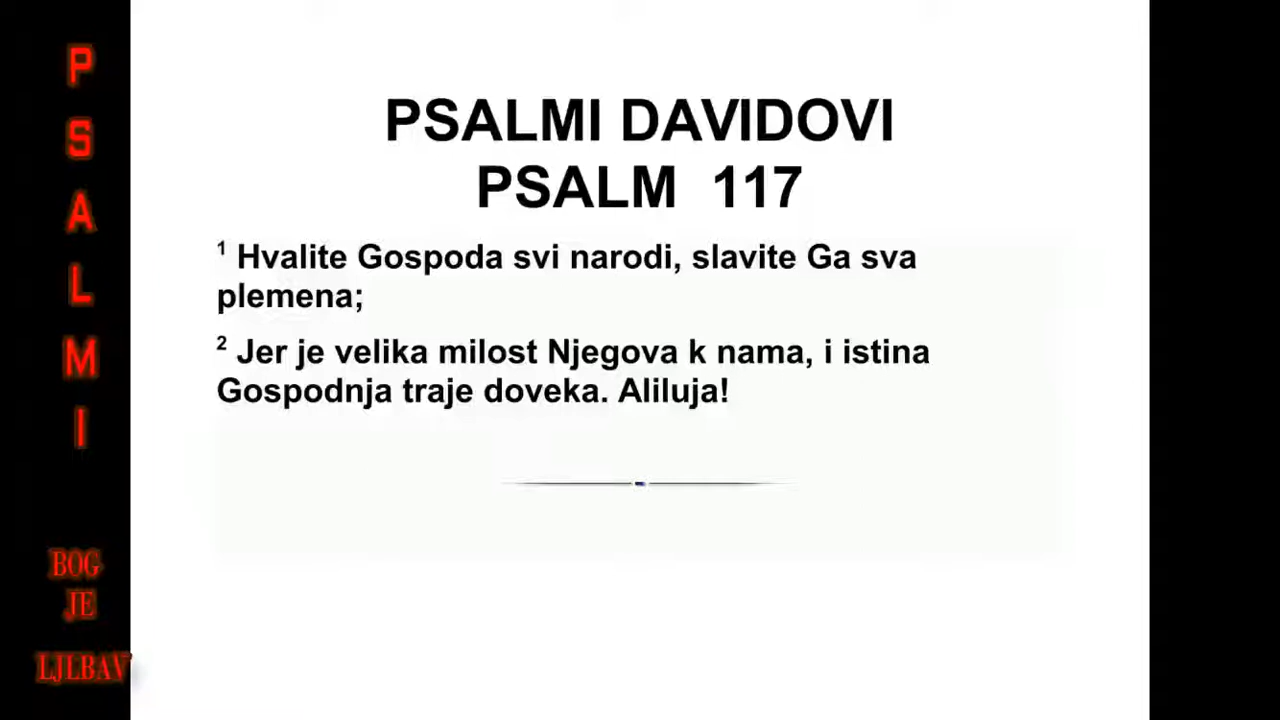 P
S
A
L
M
I
BOG
JE
LJLBAV
PSALMI DAVIDOVI
PSALM 117
1 Hvalite Gospoda svi narodi, slavite Ga sva
plemena;
2 Jer je velika milost Njegova k nama, i istina
Gospodnja traje doveka. Aliluja!